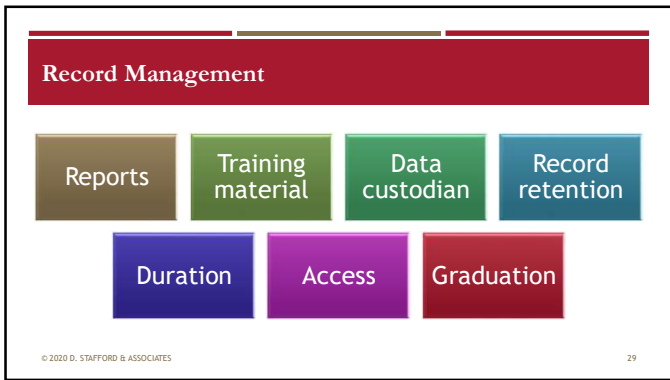 Record Management
Reports
Training
material
Data
custodian
Record
retention
Duration
Access
Graduation
© 2020 D. STAFFORD & ASSOCIATES
29